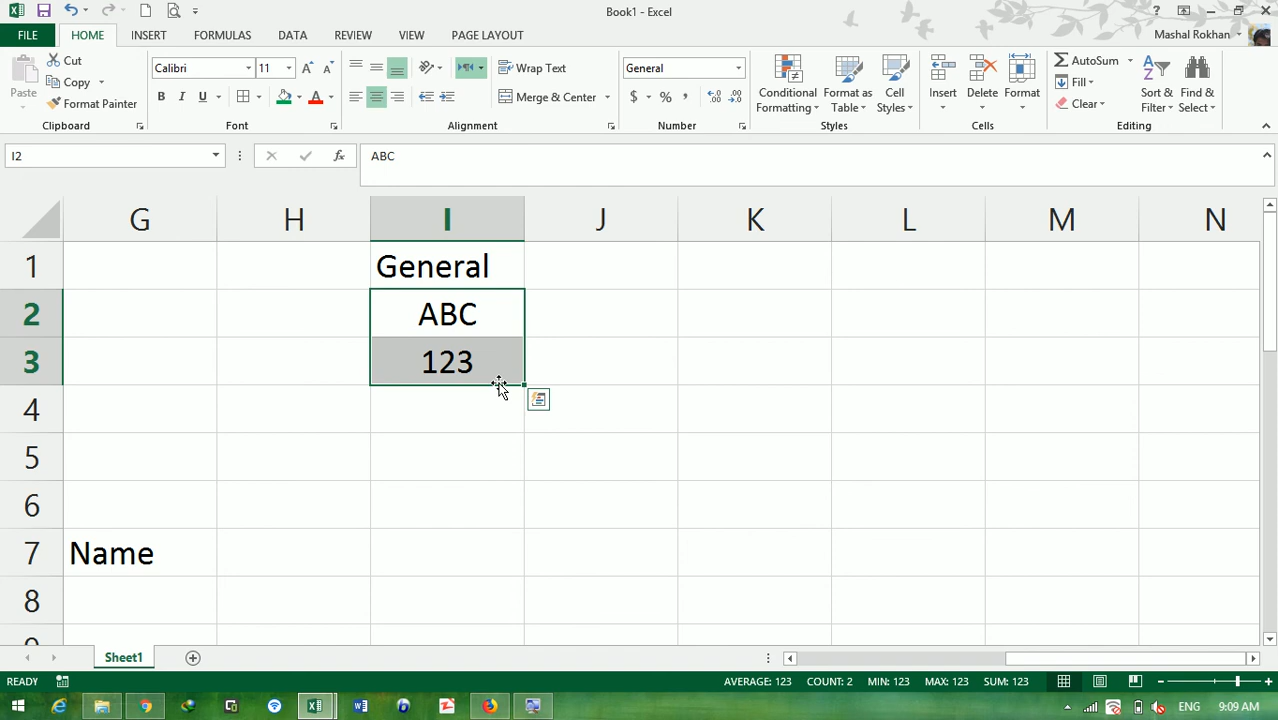 Book1 - Excel
?
FILE
HOME
INSERT
FORMULAS
DATA
REVIEW
VIEW
PAGE LAYOUT
Mashal Rokhan
Paste
Cut
Copy
Format Painter
Clipboard
Calibri
11
B I U
Font
Wrap Text
Merge & Center
Alignment
General
$ % ,
Number
Conditional
Formatting
Format as
Table
Cell
Styles
Styles
Insert
Delete
Format
Cells
AutoSum
Fill
Clear
Sort &
Filter
Find &
Select
Editing
I2
fx
ABC
G H I J K L M N
1 General
2 ABC
3 123
4
5
6
7 Name
8
9
Sheet1
READY
AVERAGE: 123 COUNT: 2 MIN: 123 MAX: 123 SUM: 123
ENG 9:09 AM